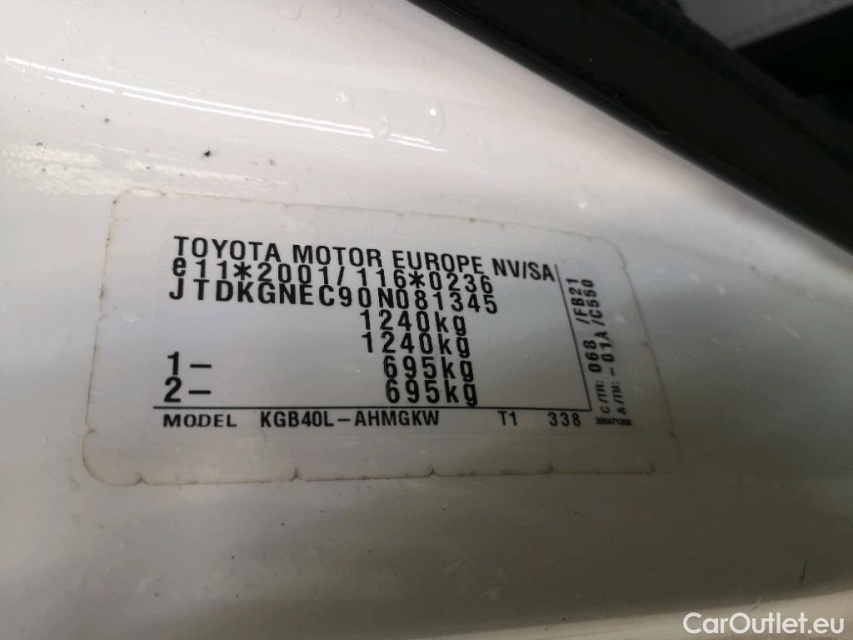 TOYOTA MOTOR EUROPE NV/SA
e11*2001/116*0236
JTDKGNEC90N081345
1240kg
1240kg
1- 695kg
2- 695kg
MODEL KGB40L-AHMGKW T1 338
C/TR: 068 /FB21
A/TM: -01A /C550
CarOutlet.eu